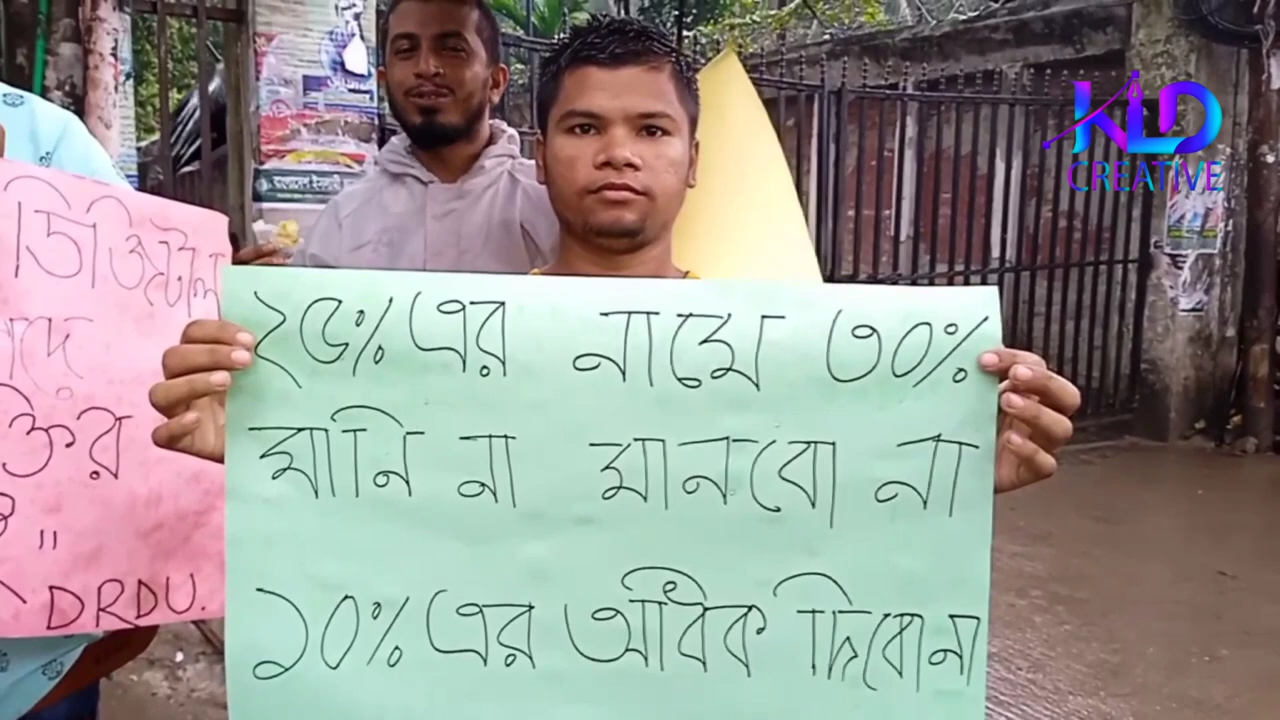 ২৫% এর নামে ৩০%
মানি না মানবো না
১০% এর অধিক দিবো না
ডিজিটাল
DRDU.
KLD
CREATIVE